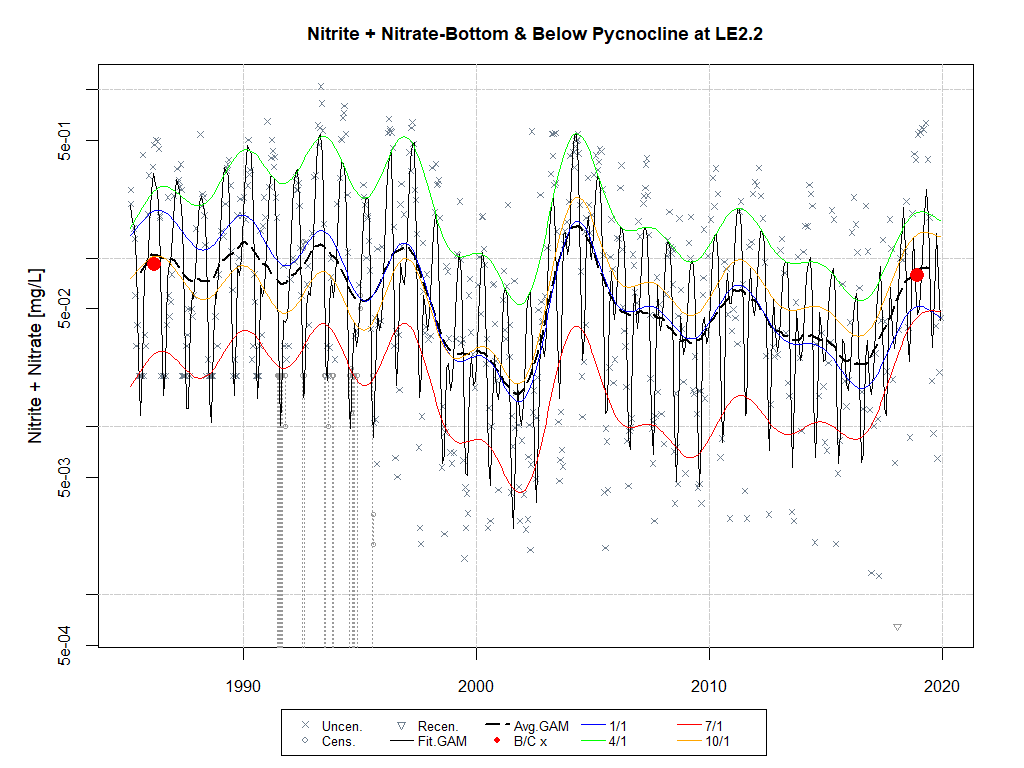 Nitrite + Nitrate-Bottom & Below Pycnocline at LE2.2
Nitrite + Nitrate [mg/L]
5e-01
5e-02
5e-03
5e-04
1990 2000 2010 2020
Uncen. Recen. Avg.GAM 1/1 7/1
Cens. Fit.GAM B/C x 4/1 10/1